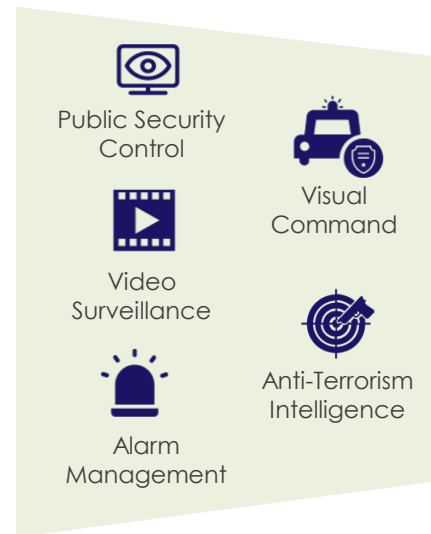 Public Security
Control
Visual
Command
Video
Surveillance
Anti-Terrorism
Intelligence
Alarm
Management